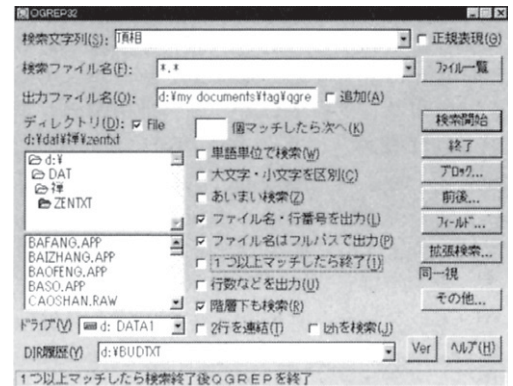 OGREP32
検索文字列(S): 頂相 正規表現(G)
検索ファイル名(F): *.* ファイル一覧
出力ファイル名(O): d:¥my documents¥tag¥qgre 追加(A)
ディレクトリ(D): File 個マッチしたら次へ(K) 検索開始
d:¥dat¥禅¥zentxt
終了
d:¥ 単語単位で検索(W)
DAT 大文字・小文字を区別(C) ブロック...
禅 あいまい検索(Z) 前後...
ZENTXT ファイル名・行番号を出力(L) フィールド...
BAFANG.APP ファイル名はフルパスで出力(P) 拡張検索...
BAIZHANG.APP 1つ以上マッチしたら終了(1) 同一視
BAOFENG.APP 行数などを出力(U)
BASO.APP 階層下も検索(R) その他...
CAOSHAN.RAW
ドライブ(V) d: DATA1 2行を連結(T) lzhを検索(J)
DIR履歴(Y) d:¥BUDTXT Ver ヘルプ(H)
1つ以上マッチしたら検索終了後QGREPを終了